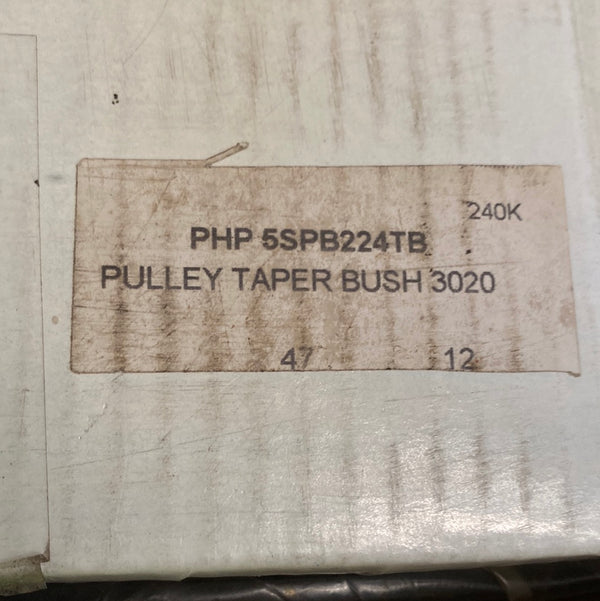 240K
PHP 5SPB224TB
PULLEY TAPER BUSH 3020
47 12